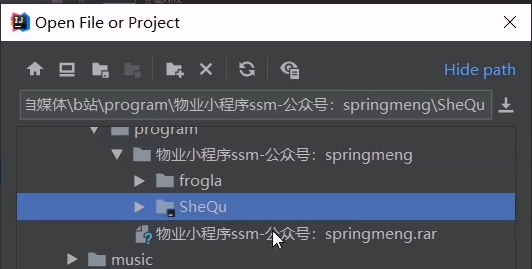 Open File or Project
Hide path
自媒体\b站\program\物业小程序ssm-公众号：springmeng\SheQu
program
物业小程序ssm-公众号：springmeng
frogla
SheQu
物业小程序ssm-公众号：springmeng.rar
music